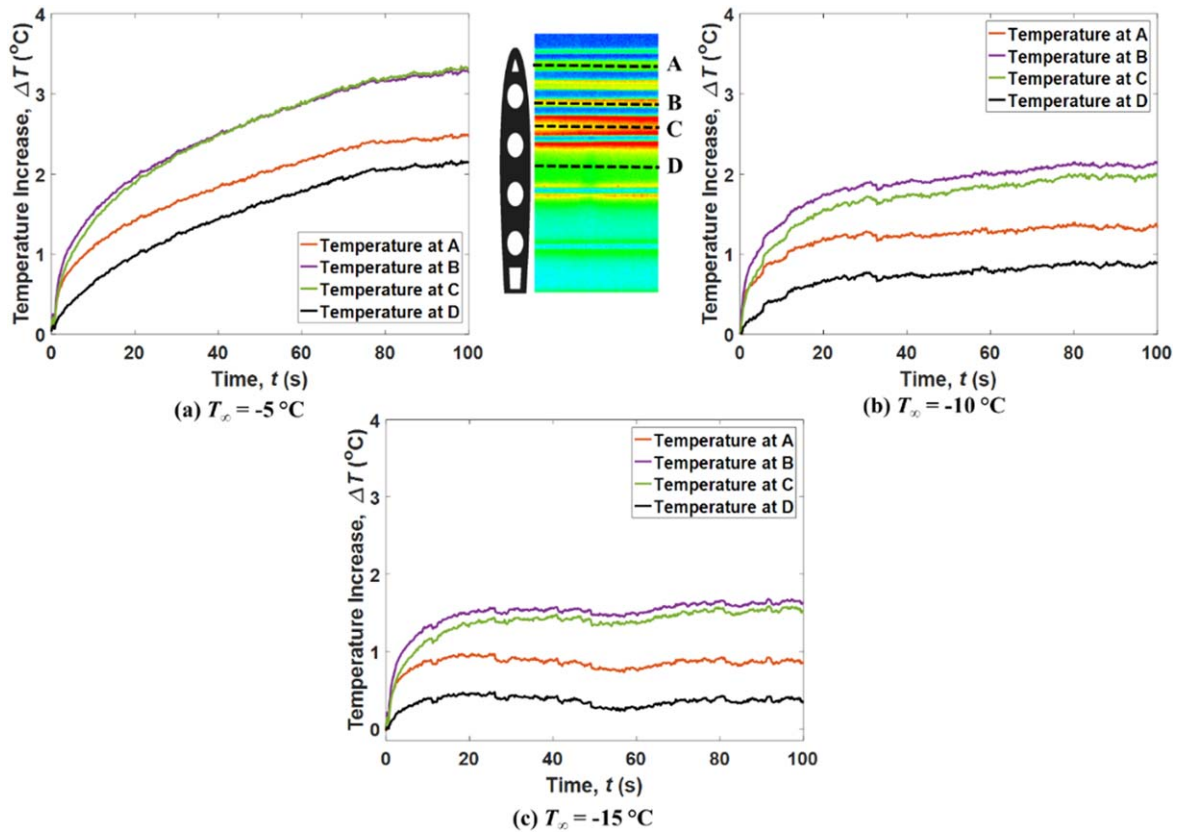 4
3
2
1
0
0
20
40
60
80
100
Temperature Increase, ΔT (°C)
Time, t (s)
Temperature at A
Temperature at B
Temperature at C
Temperature at D
(a) T∞ = -5 °C
A
B
C
D
4
3
2
1
0
0
20
40
60
80
100
Temperature Increase, ΔT (°C)
Time, t (s)
Temperature at A
Temperature at B
Temperature at C
Temperature at D
(b) T∞ = -10 °C
4
3
2
1
0
0
20
40
60
80
100
Temperature Increase, ΔT (°C)
Time, t (s)
Temperature at A
Temperature at B
Temperature at C
Temperature at D
(c) T∞ = -15 °C